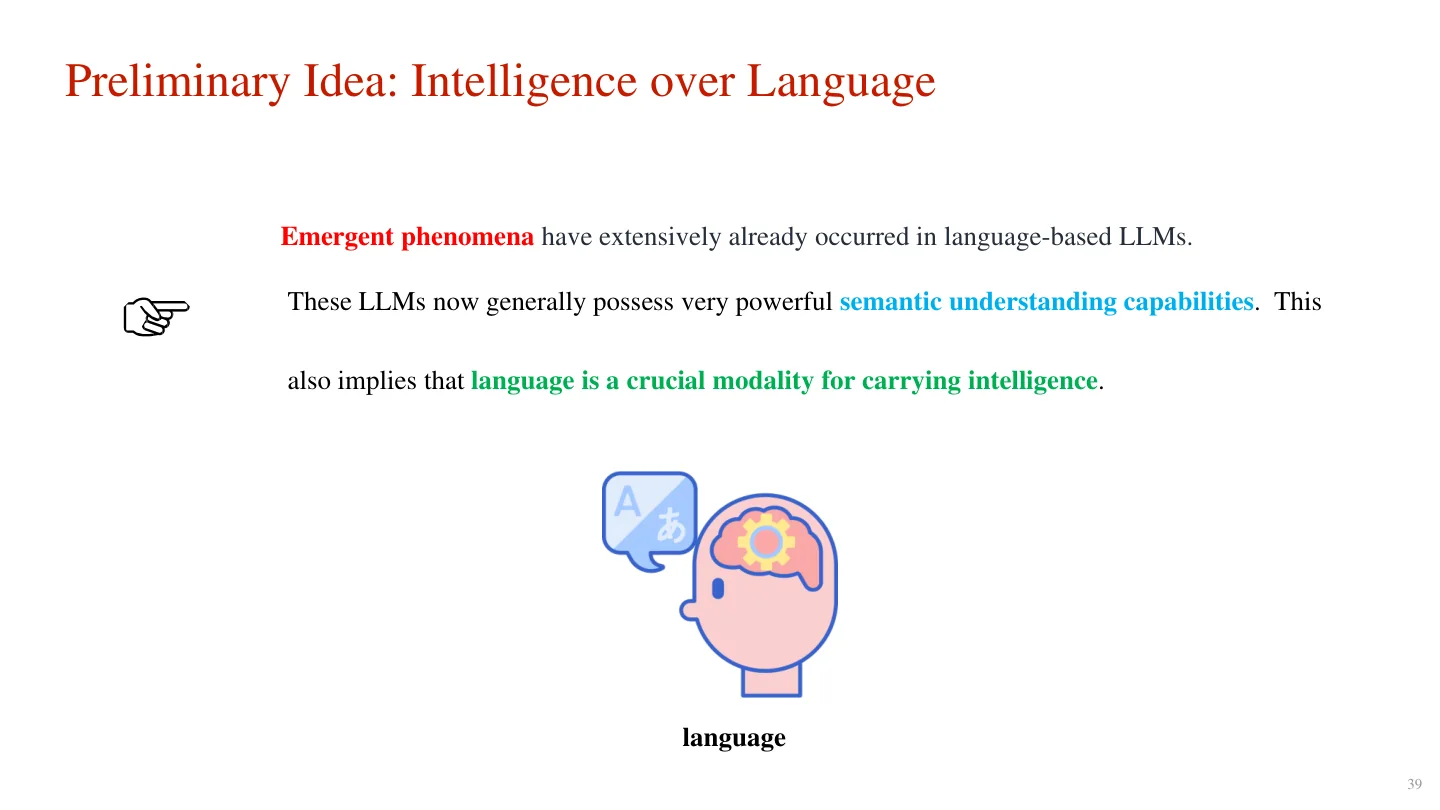 Preliminary Idea: Intelligence over Language
Emergent phenomena have extensively already occurred in language-based LLMs.
These LLMs now generally possess very powerful semantic understanding capabilities.  This
also implies that language is a crucial modality for carrying intelligence.
A
あ
language
39